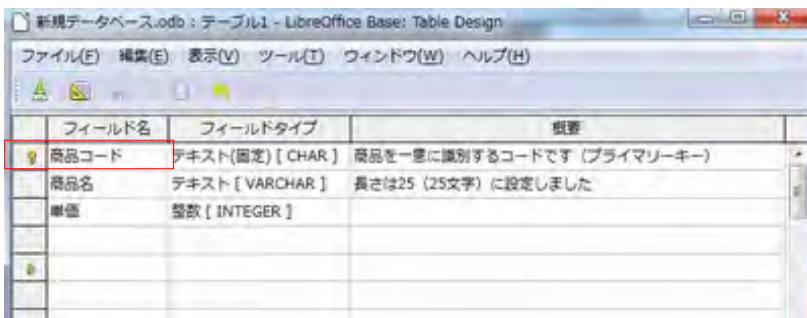 新規データベース.odb : テーブル1 - LibreOffice Base: Table Design
ファイル(F) 編集(E) 表示(V) ツール(T) ウィンドウ(W) ヘルプ(H)
フィールド名 フィールドタイプ 概要
商品コード テキスト(固定) [ CHAR ] 商品を一意に識別するコードです（プライマリーキー）
商品名 テキスト [ VARCHAR ] 長さは25（25文字）に設定しました
単価 整数 [ INTEGER ]